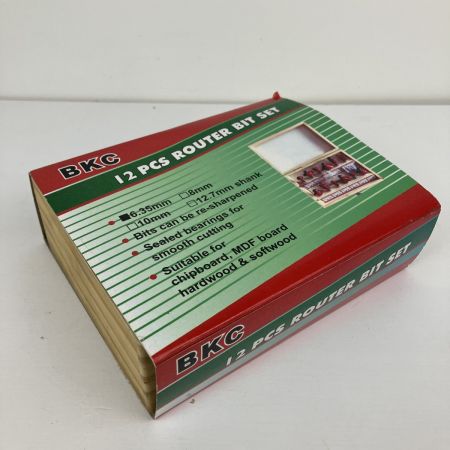 BKC
12 PCS ROUTER BIT SET
■6.35mm □8mm
□10mm □12.7mm shank
Bits can be re-sharpened
Sealed bearings for
smooth cutting
Suitable for
chipboard, MDF board
hardwood & softwood
BKC
12 PCS ROUTER BIT SET